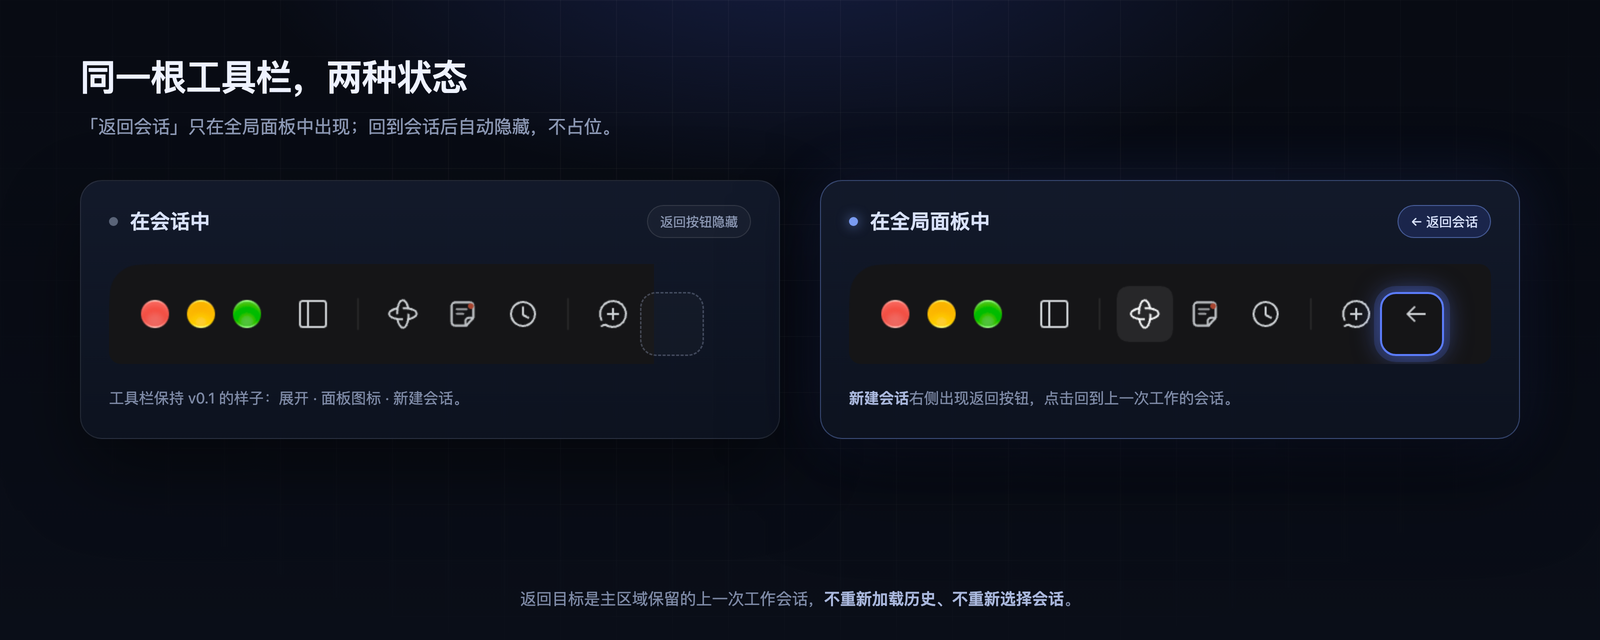 同一根工具栏，两种状态
「返回会话」只在全局面板中出现；回到会话后自动隐藏，不占位。
在会话中
返回按钮隐藏
工具栏保持 v0.1 的样子：展开 · 面板图标 · 新建会话。
在全局面板中
← 返回会话
新建会话右侧出现返回按钮，点击回到上一次工作的会话。
返回目标是主区域保留的上一次工作会话，不重新加载历史、不重新选择会话。